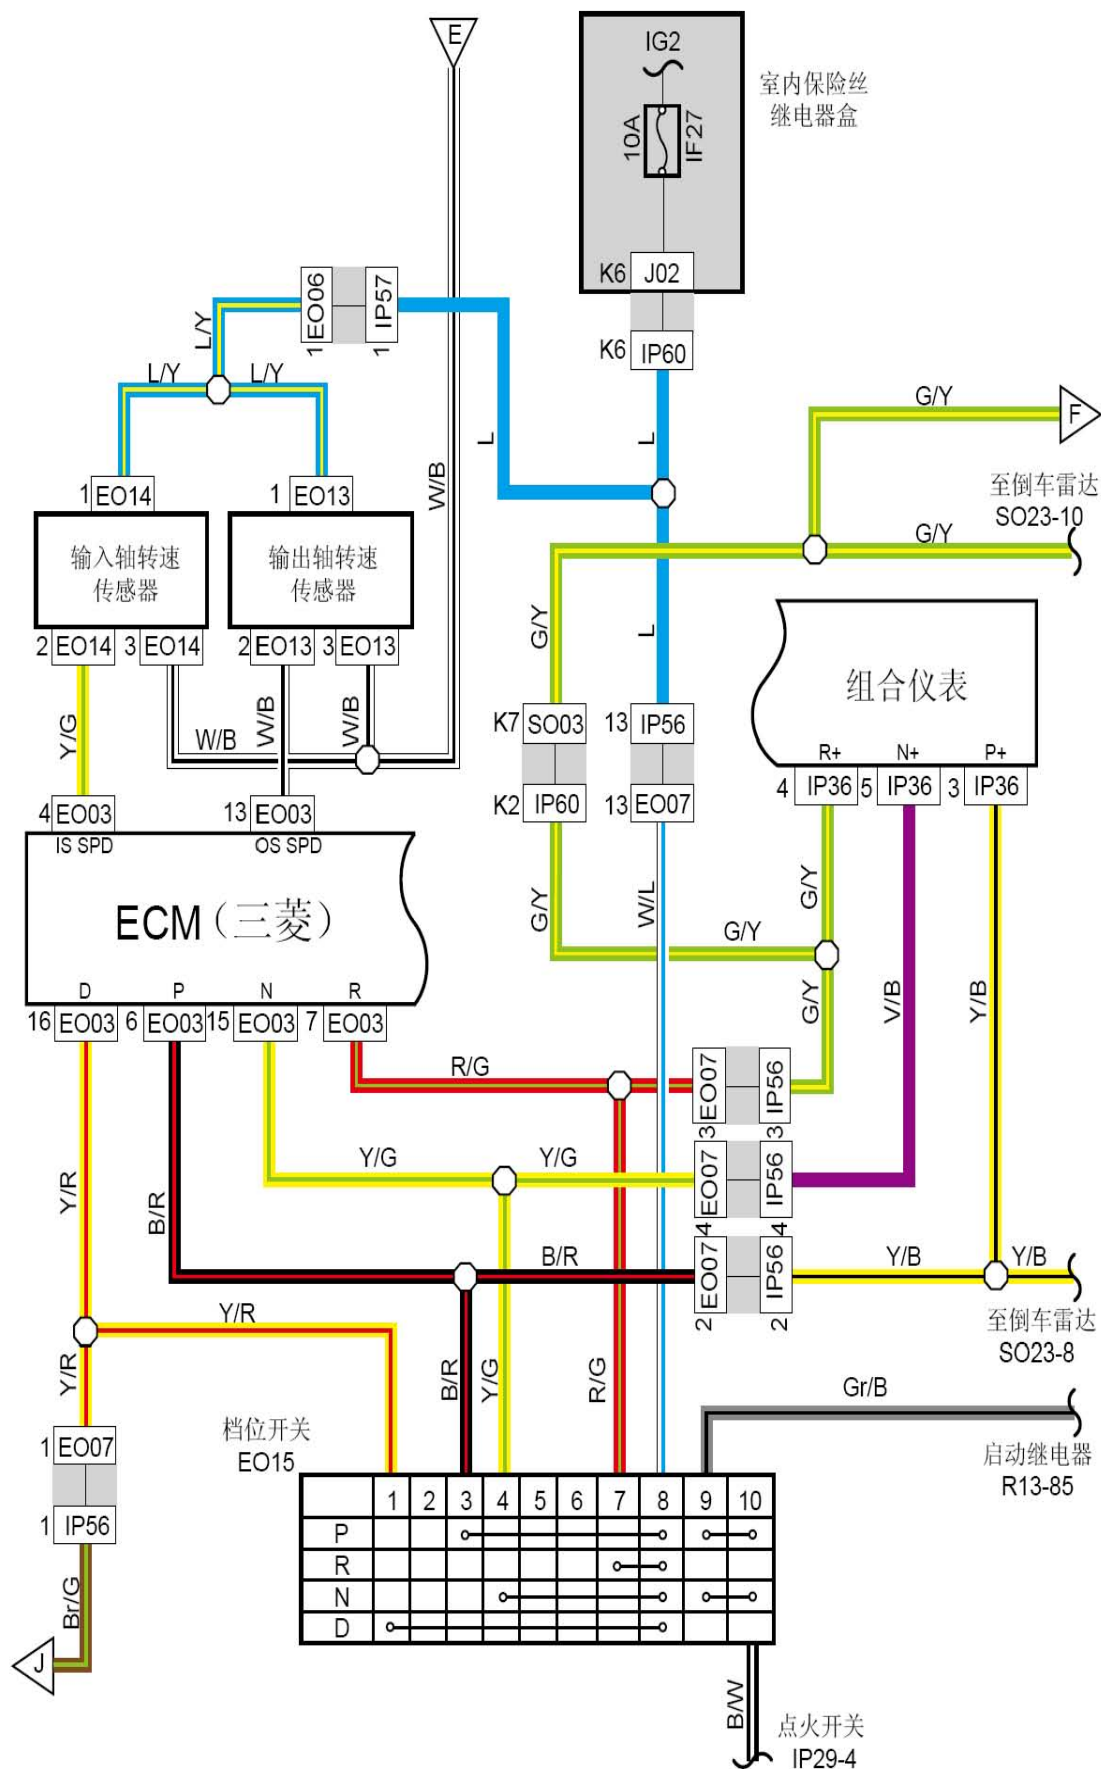 E
IG2
室内保险丝
继电器盒
10A
IF27
K6 J02
K6 IP60
1 EO06
1 IP57
L/Y
L/Y
L/Y
L
L
W/B
G/Y
F
至倒车雷达
SO23-10
G/Y
1 EO14
1 EO13
输入轴转速
传感器
输出轴转速
传感器
2 EO14
3 EO14
2 EO13
3 EO13
G/Y
L
组合仪表
R+
N+
P+
4 IP36
5 IP36
3 IP36
Y/G
W/B
W/B
W/B
K7 SO03
13 IP56
K2 IP60
13 EO07
4 EO03
13 EO03
IS SPD
OS SPD
ECM（三菱）
D
P
N
R
16 EO03
6 EO03
15 EO03
7 EO03
G/Y
W/L
G/Y
G/Y
G/Y
V/B
Y/B
R/G
3 EO07
3 IP56
Y/G
Y/G
4 EO07
4 IP56
Y/R
B/R
B/R
2 EO07
2 IP56
Y/B
Y/B
至倒车雷达
SO23-8
Y/R
Y/R
B/R
Y/G
R/G
Gr/B
启动继电器
R13-85
档位开关
EO15
1 EO07
1 IP56
Br/G
J
1 2 3 4 5 6 7 8 9 10
P
R
N
D
B/W
点火开关
IP29-4